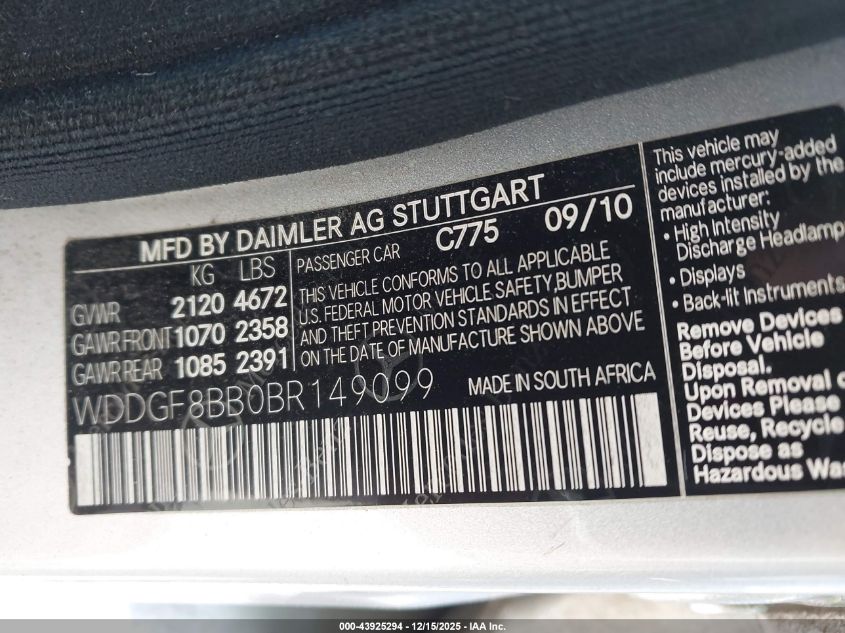 MFD BY DAIMLER AG STUTTGART
KG LBS
GVWR 2120 4672
GAWR FRONT 1070 2358
GAWR REAR 1085 2391
PASSENGER CAR C775 09/10
THIS VEHICLE CONFORMS TO ALL APPLICABLE
U.S. FEDERAL MOTOR VEHICLE SAFETY, BUMPER
AND THEFT PREVENTION STANDARDS IN EFFECT
ON THE DATE OF MANUFACTURE SHOWN ABOVE
WDDGF8BB0BR149099
MADE IN SOUTH AFRICA
This vehicle may
include mercury-added
devices installed by the
manufacturer:
• High Intensity
Discharge Headlamp
• Displays
• Back-lit Instruments
Remove Devices
Before Vehicle
Disposal.
Upon Removal o
Devices Please
Reuse, Recycle
Dispose as
Hazardous Wa
000-43925294 - 12/15/2025 - IAA Inc.